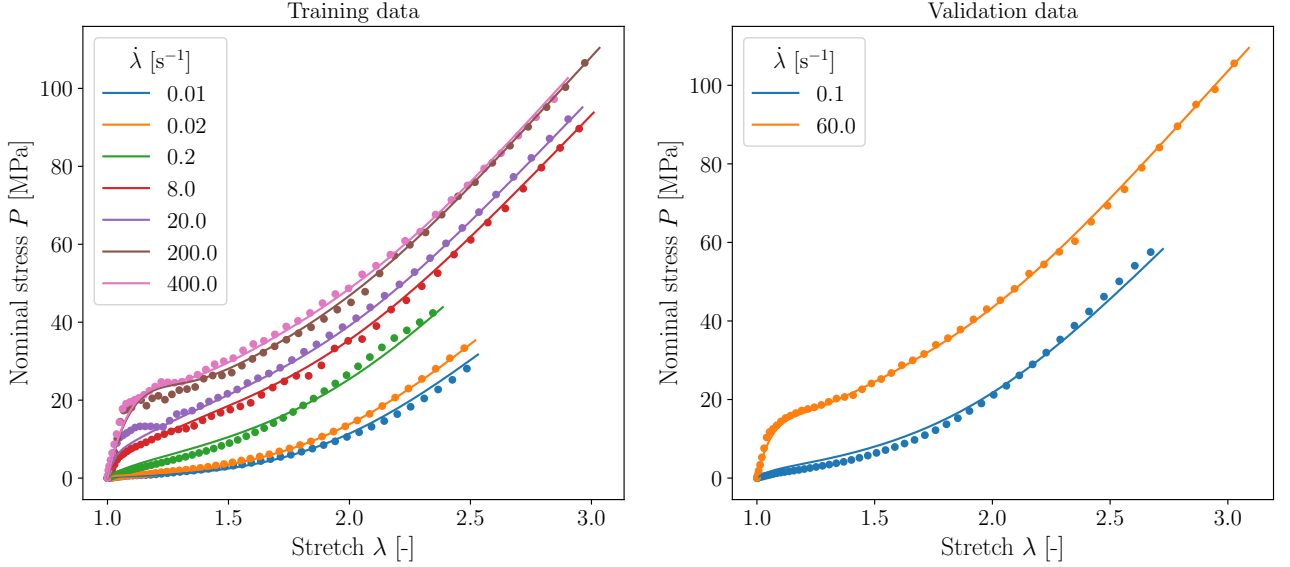 Training data
Nominal stress P [MPa]
100
80
60
40
20
0
λ̇ [s⁻¹]
0.01
0.02
0.2
8.0
20.0
200.0
400.0
1.0 1.5 2.0 2.5 3.0
Stretch λ [-]
Validation data
Nominal stress P [MPa]
100
80
60
40
20
0
λ̇ [s⁻¹]
0.1
60.0
1.0 1.5 2.0 2.5 3.0
Stretch λ [-]